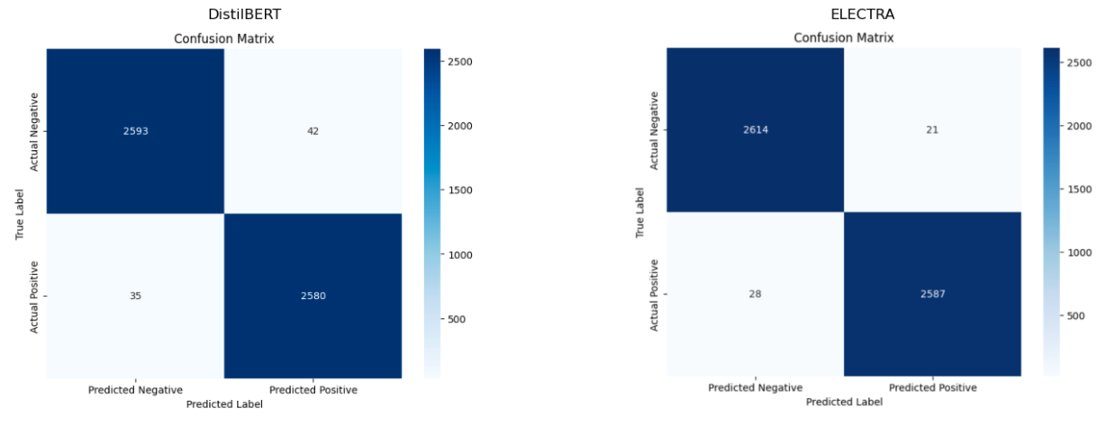 DistilBERT
Confusion Matrix
Actual Negative
Actual Positive
True Label
2593
42
35
2580
Predicted Negative
Predicted Positive
Predicted Label
2500
2000
1500
1000
500
ELECTRA
Confusion Matrix
Actual Negative
Actual Positive
True Label
2614
21
28
2587
Predicted Negative
Predicted Positive
Predicted Label
2500
2000
1500
1000
500